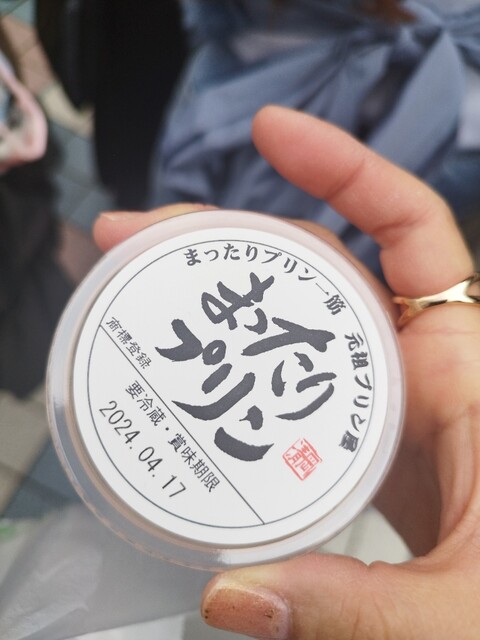 まったりプリン一筋 元祖プリン屋
まったり
プリン
商標登録
要冷蔵・賞味期限
2024.04.17